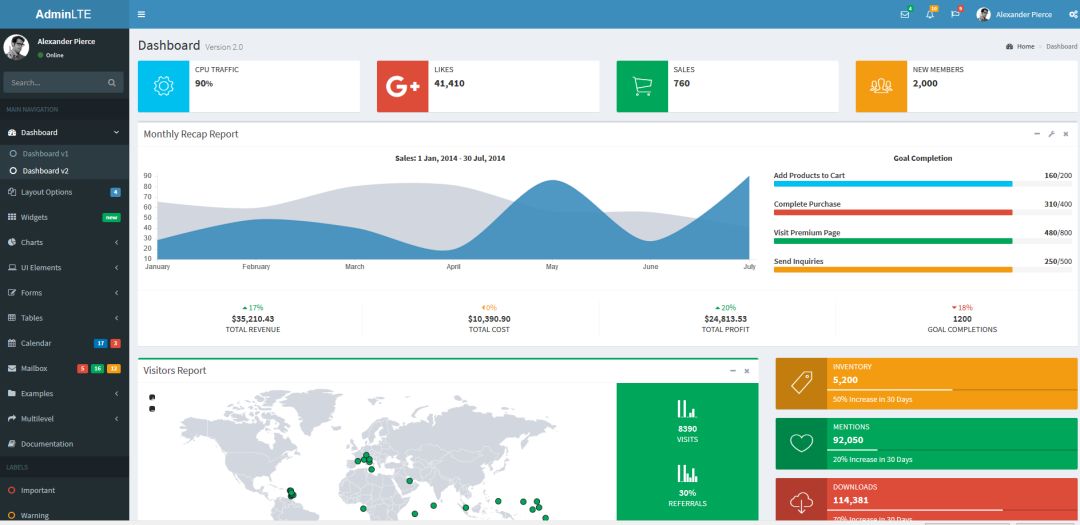 AdminLTE
4
10
9
Alexander Pierce
Alexander Pierce
Online
Search...
MAIN NAVIGATION
Dashboard
Dashboard v1
Dashboard v2
Layout Options 4
Widgets new
Charts
UI Elements
Forms
Tables
Calendar 17 3
Mailbox 5 16 12
Examples
Multilevel
Documentation
LABELS
Important
Warning
Dashboard Version 2.0
Home > Dashboard
CPU TRAFFIC
90%
G+
LIKES
41,410
SALES
760
NEW MEMBERS
2,000
Monthly Recap Report
Sales: 1 Jan, 2014 - 30 Jul, 2014
90
80
70
60
50
40
30
20
10
January February March April May June July
Goal Completion
Add Products to Cart 160/200
Complete Purchase 310/400
Visit Premium Page 480/800
Send Inquiries 250/500
17%
$35,210.43
TOTAL REVENUE
0%
$10,390.90
TOTAL COST
20%
$24,813.53
TOTAL PROFIT
18%
1200
GOAL COMPLETIONS
Visitors Report
8390
VISITS
30%
REFERRALS
INVENTORY
5,200
50% Increase in 30 Days
MENTIONS
92,050
20% Increase in 30 Days
DOWNLOADS
114,381
70% Increase in 30 Days